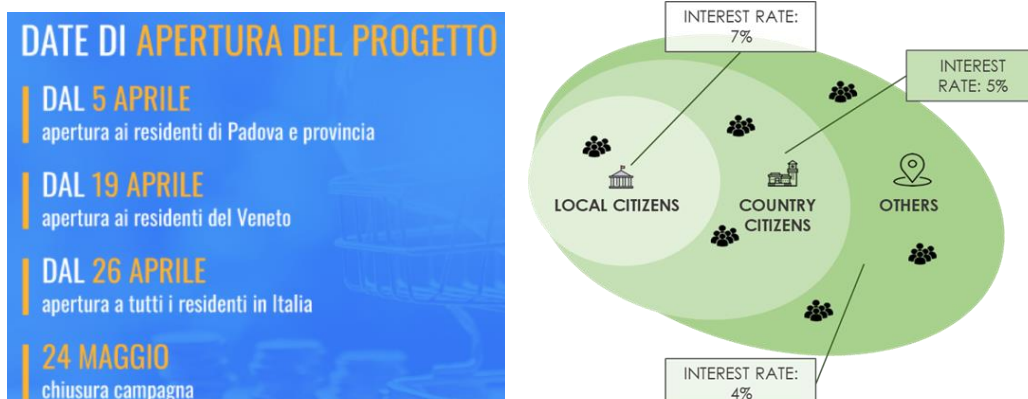 DATE DI APERTURA DEL PROGETTO
DAL 5 APRILE
apertura ai residenti di Padova e provincia
DAL 19 APRILE
apertura ai residenti del Veneto
DAL 26 APRILE
apertura a tutti i residenti in Italia
24 MAGGIO
chiusura campagna
INTEREST RATE:
7%
INTEREST
RATE: 5%
LOCAL CITIZENS
COUNTRY
CITIZENS
OTHERS
INTEREST RATE:
4%